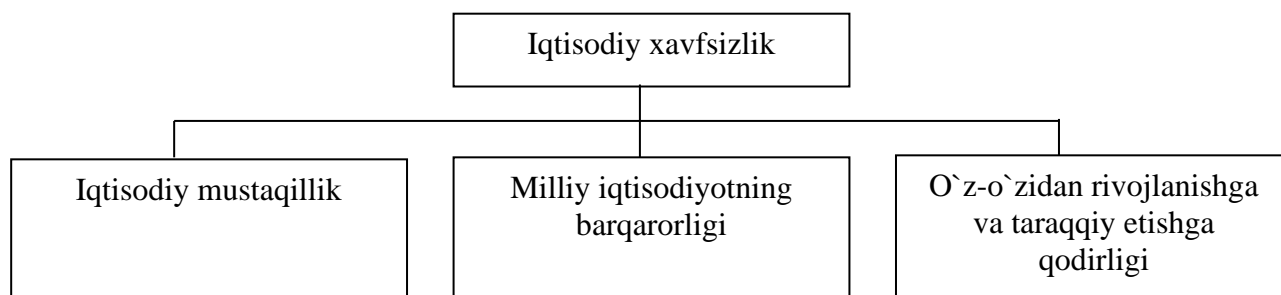 Iqtisodiy xavfsizlik
Iqtisodiy mustaqillik
Milliy iqtisodiyotning
barqarorligi
O`z-o`zidan rivojlanishga
va taraqqiy etishga
qodirligi